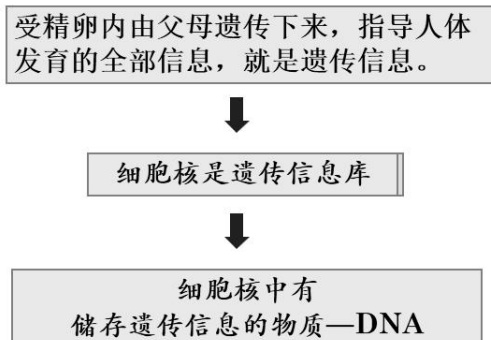 受精卵内由父母遗传下来，指导人体
发育的全部信息，就是遗传信息。
细胞核是遗传信息库
细胞核中有
储存遗传信息的物质—DNA